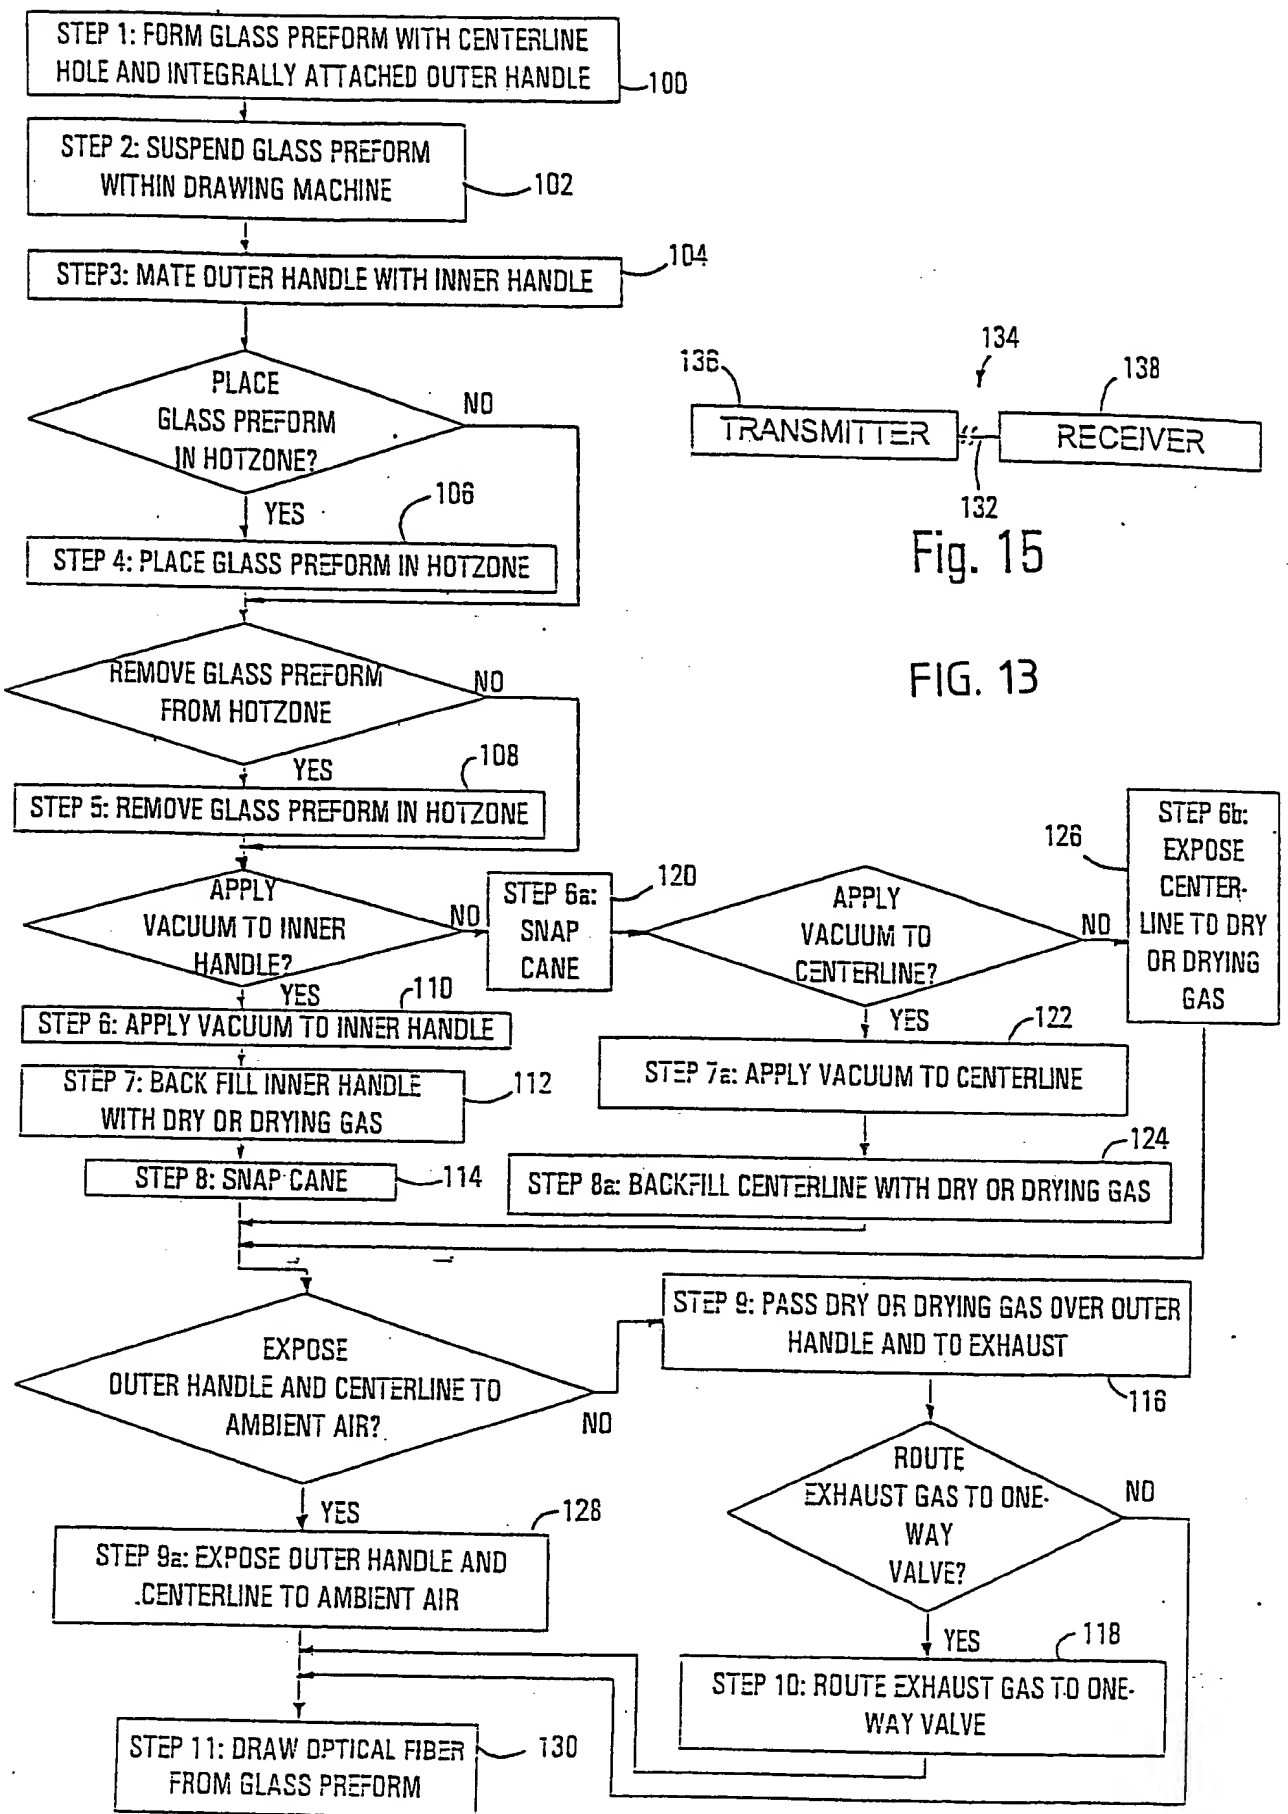 STEP 1: FORM GLASS PREFORM WITH CENTERLINE
HOLE AND INTEGRALLY ATTACHED OUTER HANDLE
100
STEP 2: SUSPEND GLASS PREFORM
WITHIN DRAWING MACHINE
102
STEP3: MATE OUTER HANDLE WITH INNER HANDLE
104
PLACE
GLASS PREFORM
IN HOTZONE?
NO
YES
106
STEP 4: PLACE GLASS PREFORM IN HOTZONE
136
134
138
TRANSMITTER
RECEIVER
132
Fig. 15
FIG. 13
REMOVE GLASS PREFORM
FROM HOTZONE
NO
YES
108
STEP 5: REMOVE GLASS PREFORM IN HOTZONE
APPLY
VACUUM TO INNER
HANDLE?
NO
YES
STEP 6a:
SNAP
CANE
120
APPLY
VACUUM TO
CENTERLINE?
NO
YES
126
STEP 6b:
EXPOSE
CENTER-
LINE TO DRY
OR DRYING
GAS
110
STEP 6: APPLY VACUUM TO INNER HANDLE
122
STEP 7a: APPLY VACUUM TO CENTERLINE
STEP 7: BACK FILL INNER HANDLE
WITH DRY OR DRYING GAS
112
124
STEP 8: SNAP CANE
114
STEP 8a: BACKFILL CENTERLINE WITH DRY OR DRYING GAS
EXPOSE
OUTER HANDLE AND CENTERLINE TO
AMBIENT AIR?
NO
YES
STEP 9: PASS DRY OR DRYING GAS OVER OUTER
HANDLE AND TO EXHAUST
116
ROUTE
EXHAUST GAS TO ONE-
WAY
VALVE?
NO
YES
128
STEP 9a: EXPOSE OUTER HANDLE AND
CENTERLINE TO AMBIENT AIR
118
STEP 10: ROUTE EXHAUST GAS TO ONE-
WAY VALVE
STEP 11: DRAW OPTICAL FIBER
FROM GLASS PREFORM
130